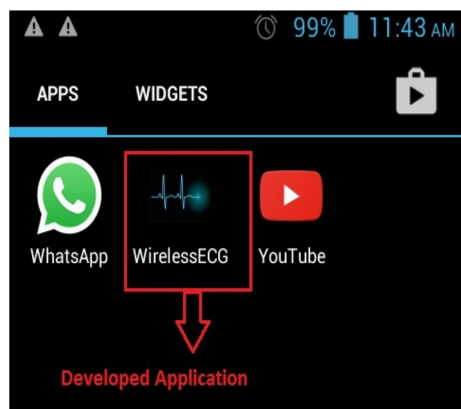 99% 11:43 AM
APPS WIDGETS
WhatsApp WirelessECG YouTube
Developed Application